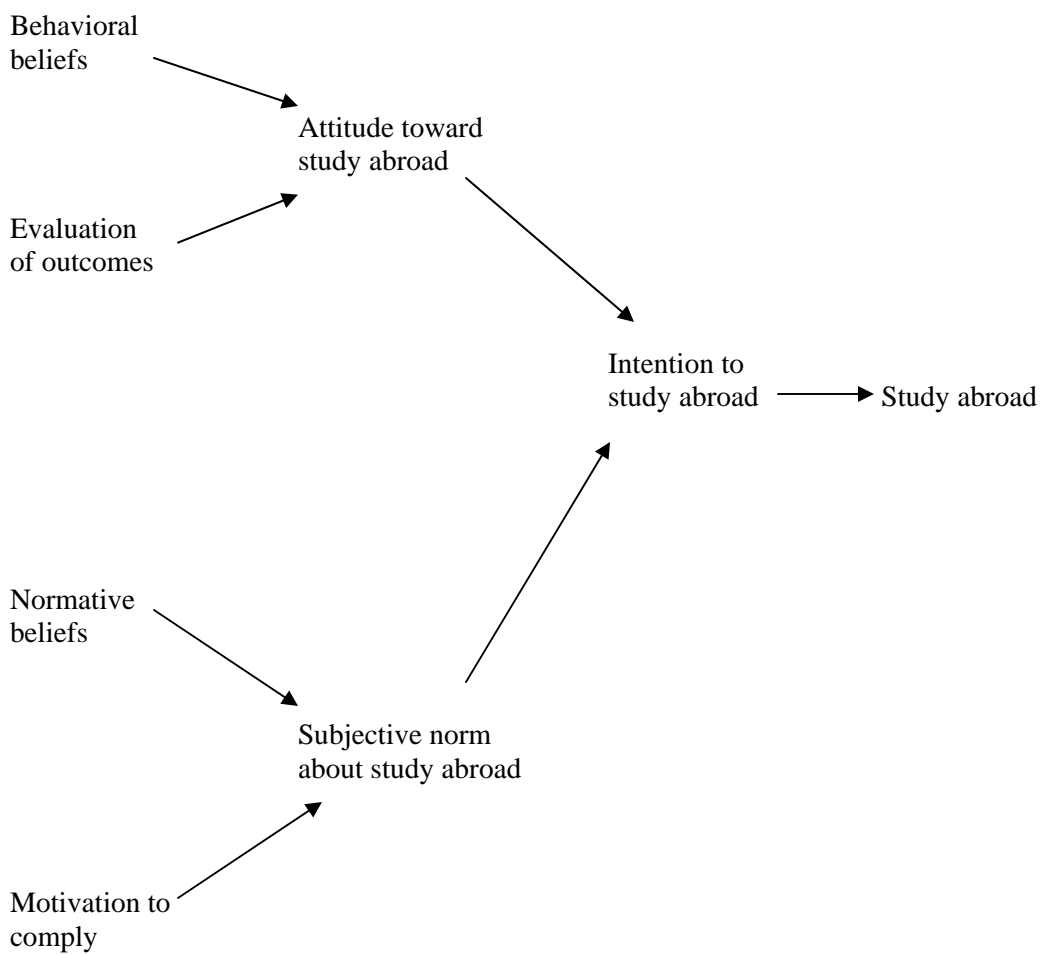 Behavioral
beliefs
Attitude toward
study abroad
Evaluation
of outcomes
Intention to
study abroad
Study abroad
Normative
beliefs
Subjective norm
about study abroad
Motivation to
comply